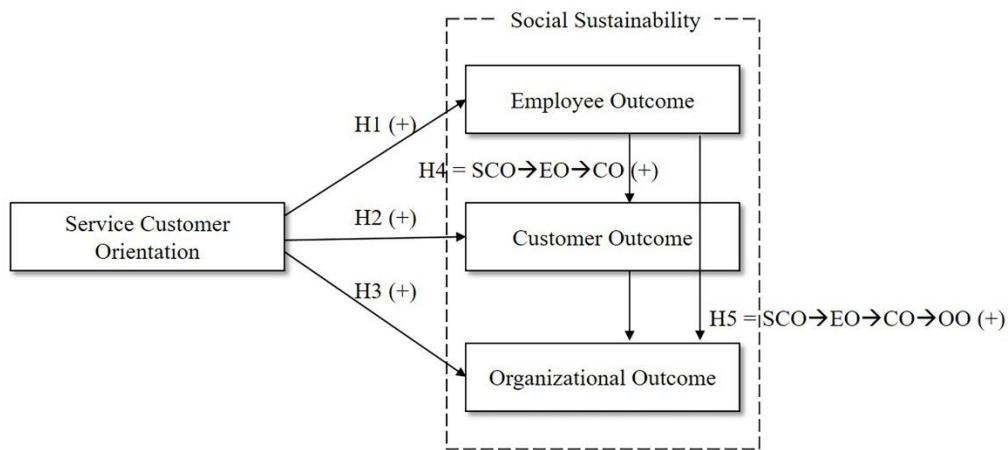 Social Sustainability
Employee Outcome
H1 (+)
H4 = SCO→EO→CO (+)
Service Customer
Orientation
H2 (+)
Customer Outcome
H3 (+)
H5 = SCO→EO→CO→OO (+)
Organizational Outcome